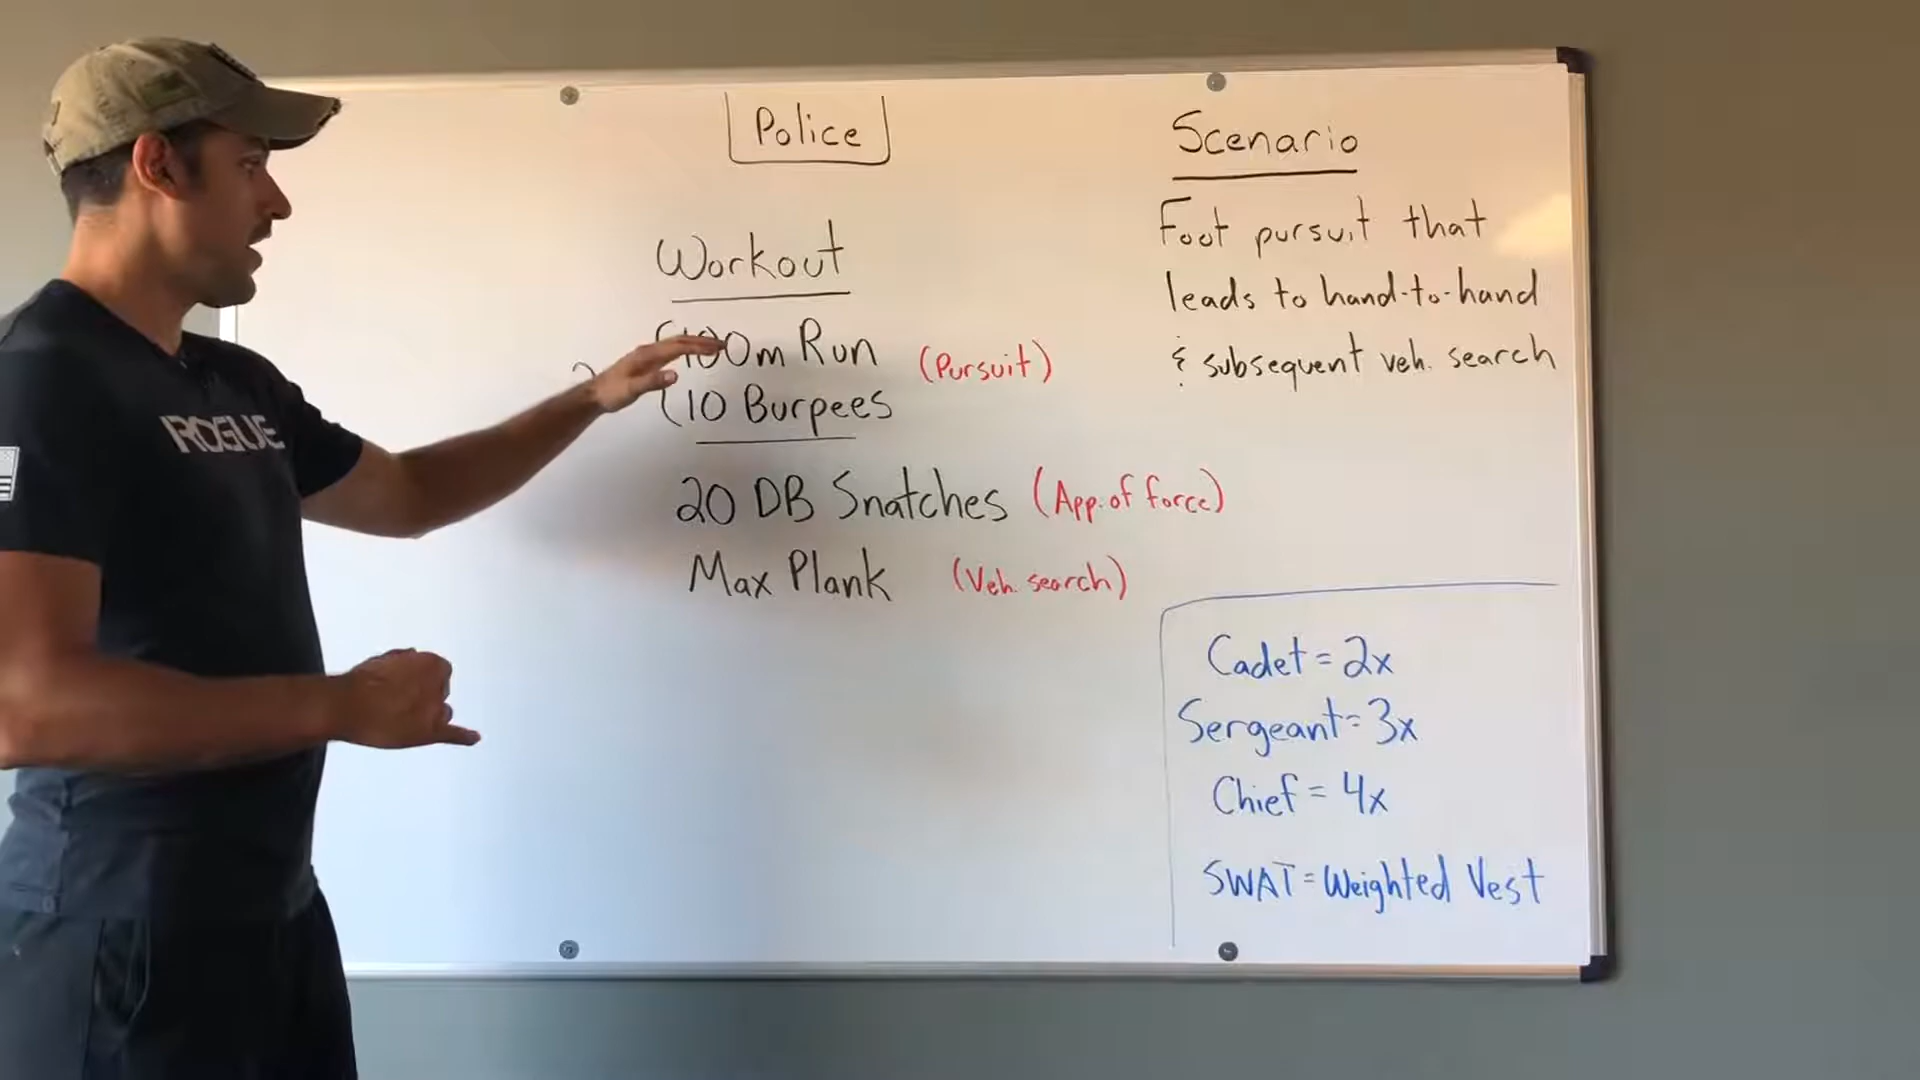 Police
Workout
100m Run (Pursuit)
10 Burpees
20 DB Snatches (App. of force)
Max Plank (Veh. search)
Scenario
Foot pursuit that
leads to hand-to-hand
& subsequent veh. search
Cadet = 2x
Sergeant = 3x
Chief = 4x
SWAT = Weighted Vest
ROGUE